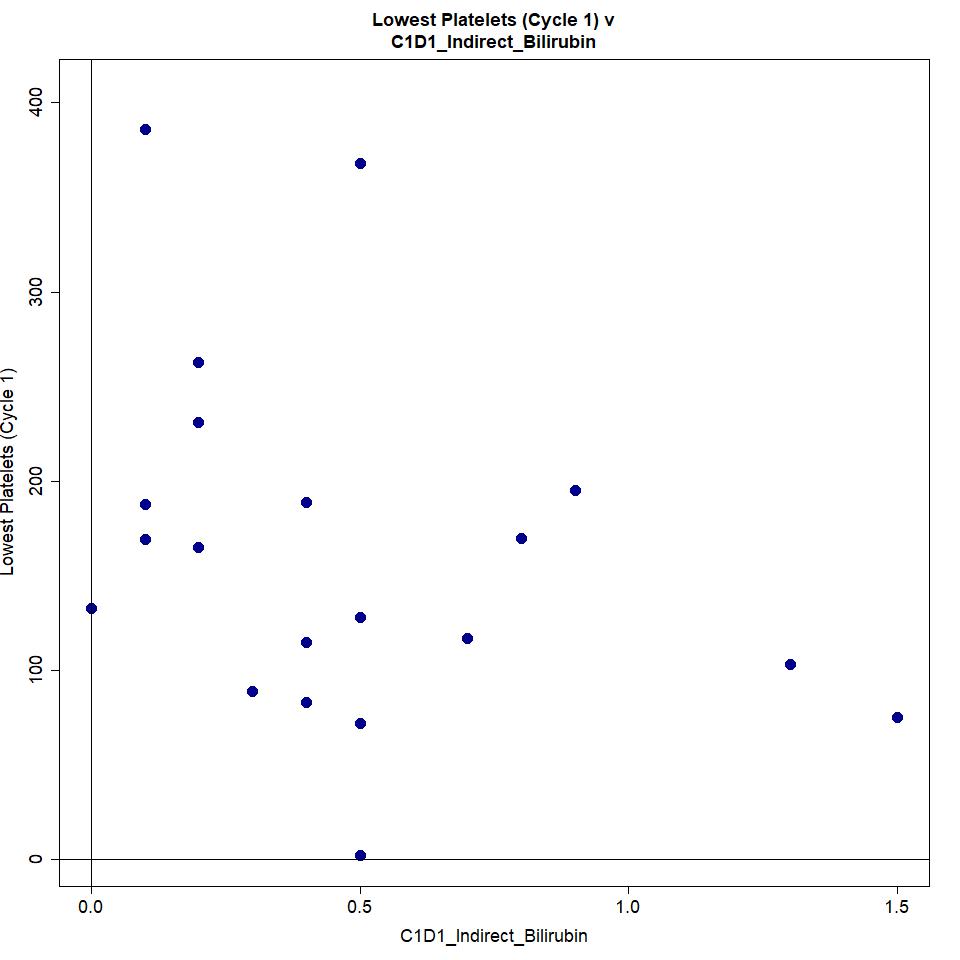 Lowest Platelets (Cycle 1) v
C1D1_Indirect_Bilirubin
Lowest Platelets (Cycle 1)
400
300
200
100
0
0.0
0.5
1.0
1.5
C1D1_Indirect_Bilirubin